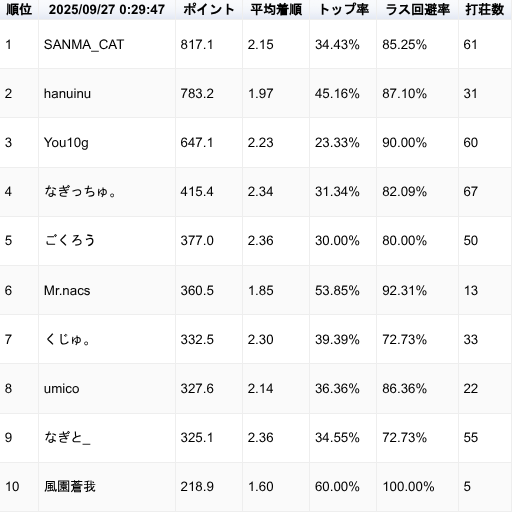 順位 2025/09/27 0:29:47 ポイント 平均着順 トップ率 ラス回避率 打荘数
1 SANMA_CAT 817.1 2.15 34.43% 85.25% 61
2 hanuinu 783.2 1.97 45.16% 87.10% 31
3 You10g 647.1 2.23 23.33% 90.00% 60
4 なぎっちゅ。 415.4 2.34 31.34% 82.09% 67
5 ごくろう 377.0 2.36 30.00% 80.00% 50
6 Mr.nacs 360.5 1.85 53.85% 92.31% 13
7 くじゅ。 332.5 2.30 39.39% 72.73% 33
8 umico 327.6 2.14 36.36% 86.36% 22
9 なぎと_ 325.1 2.36 34.55% 72.73% 55
10 風園蒼我 218.9 1.60 60.00% 100.00% 5